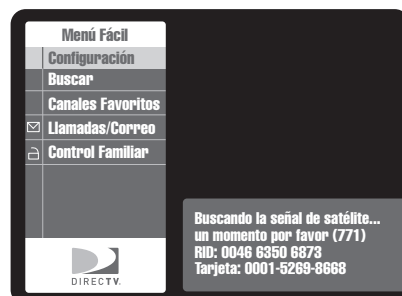 Menú Fácil
Configuración
Buscar
Canales Favoritos
Llamadas/Correo
Control Familiar
DIRECTV.
Buscando la señal de satélite...
un momento por favor (771)
RID: 0046 6350 6873
Tarjeta: 0001-5269-8668